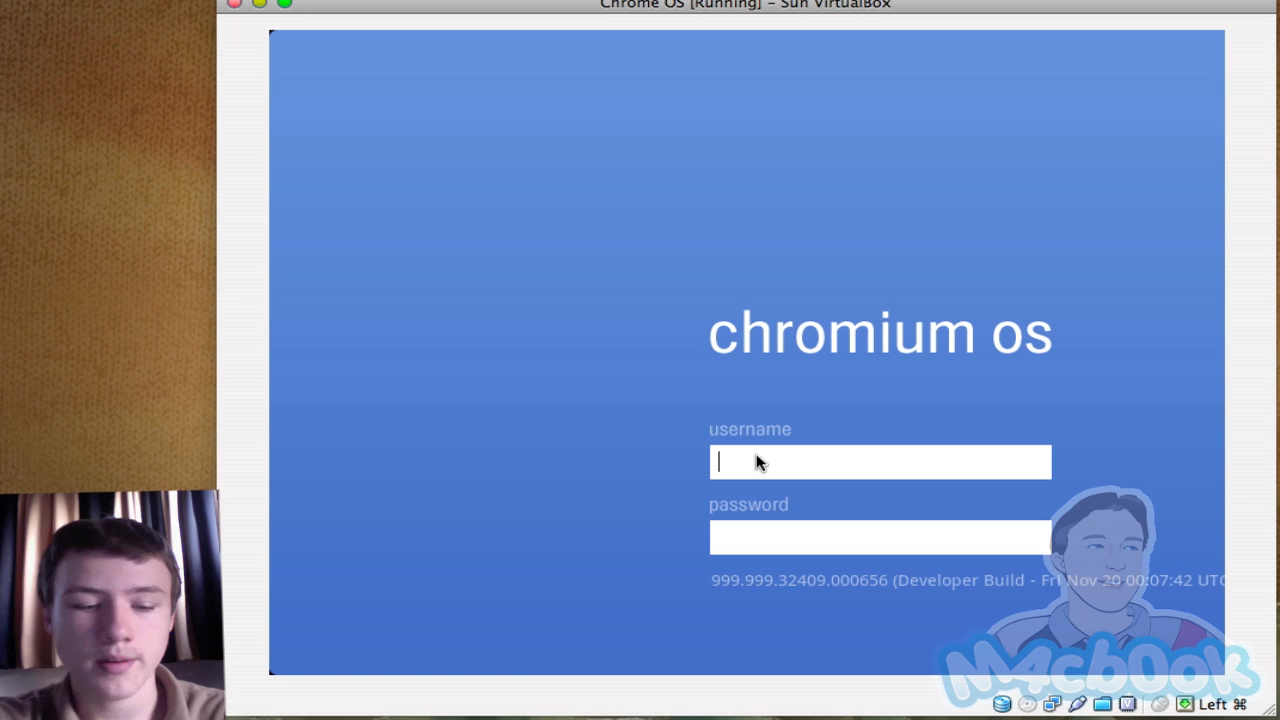 Chrome OS [Running] – Sun VirtualBox
chromium os
username
password
999.999.32409.000656 (Developer Build - Fri Nov 20 00:07:42 UTC
M4cb00k
Left ⌘